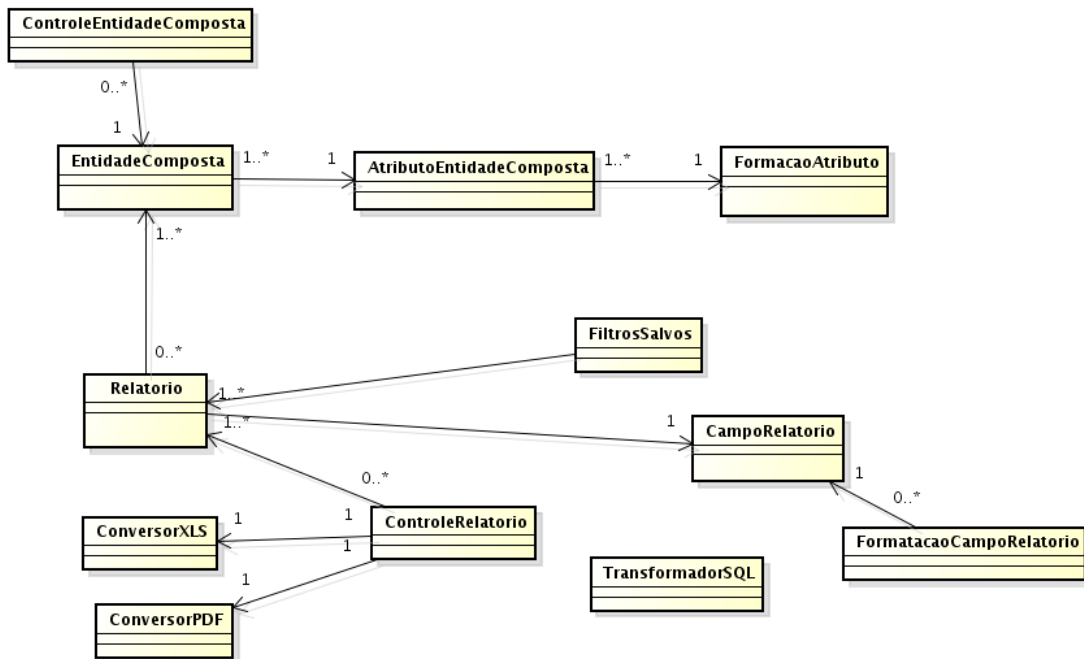 ControleEntidadeComposta
0..*
1
EntidadeComposta
1..*
1
AtributoEntidadeComposta
1..*
1
FormacaoAtributo
1..*
0..*
FiltrosSalvos
Relatorio
1..*
1..*
1
CampoRelatorio
1
0..*
0..*
ConversorXLS
1
1
1
ControleRelatorio
FormatacaoCampoRelatorio
TransformadorSQL
1
ConversorPDF